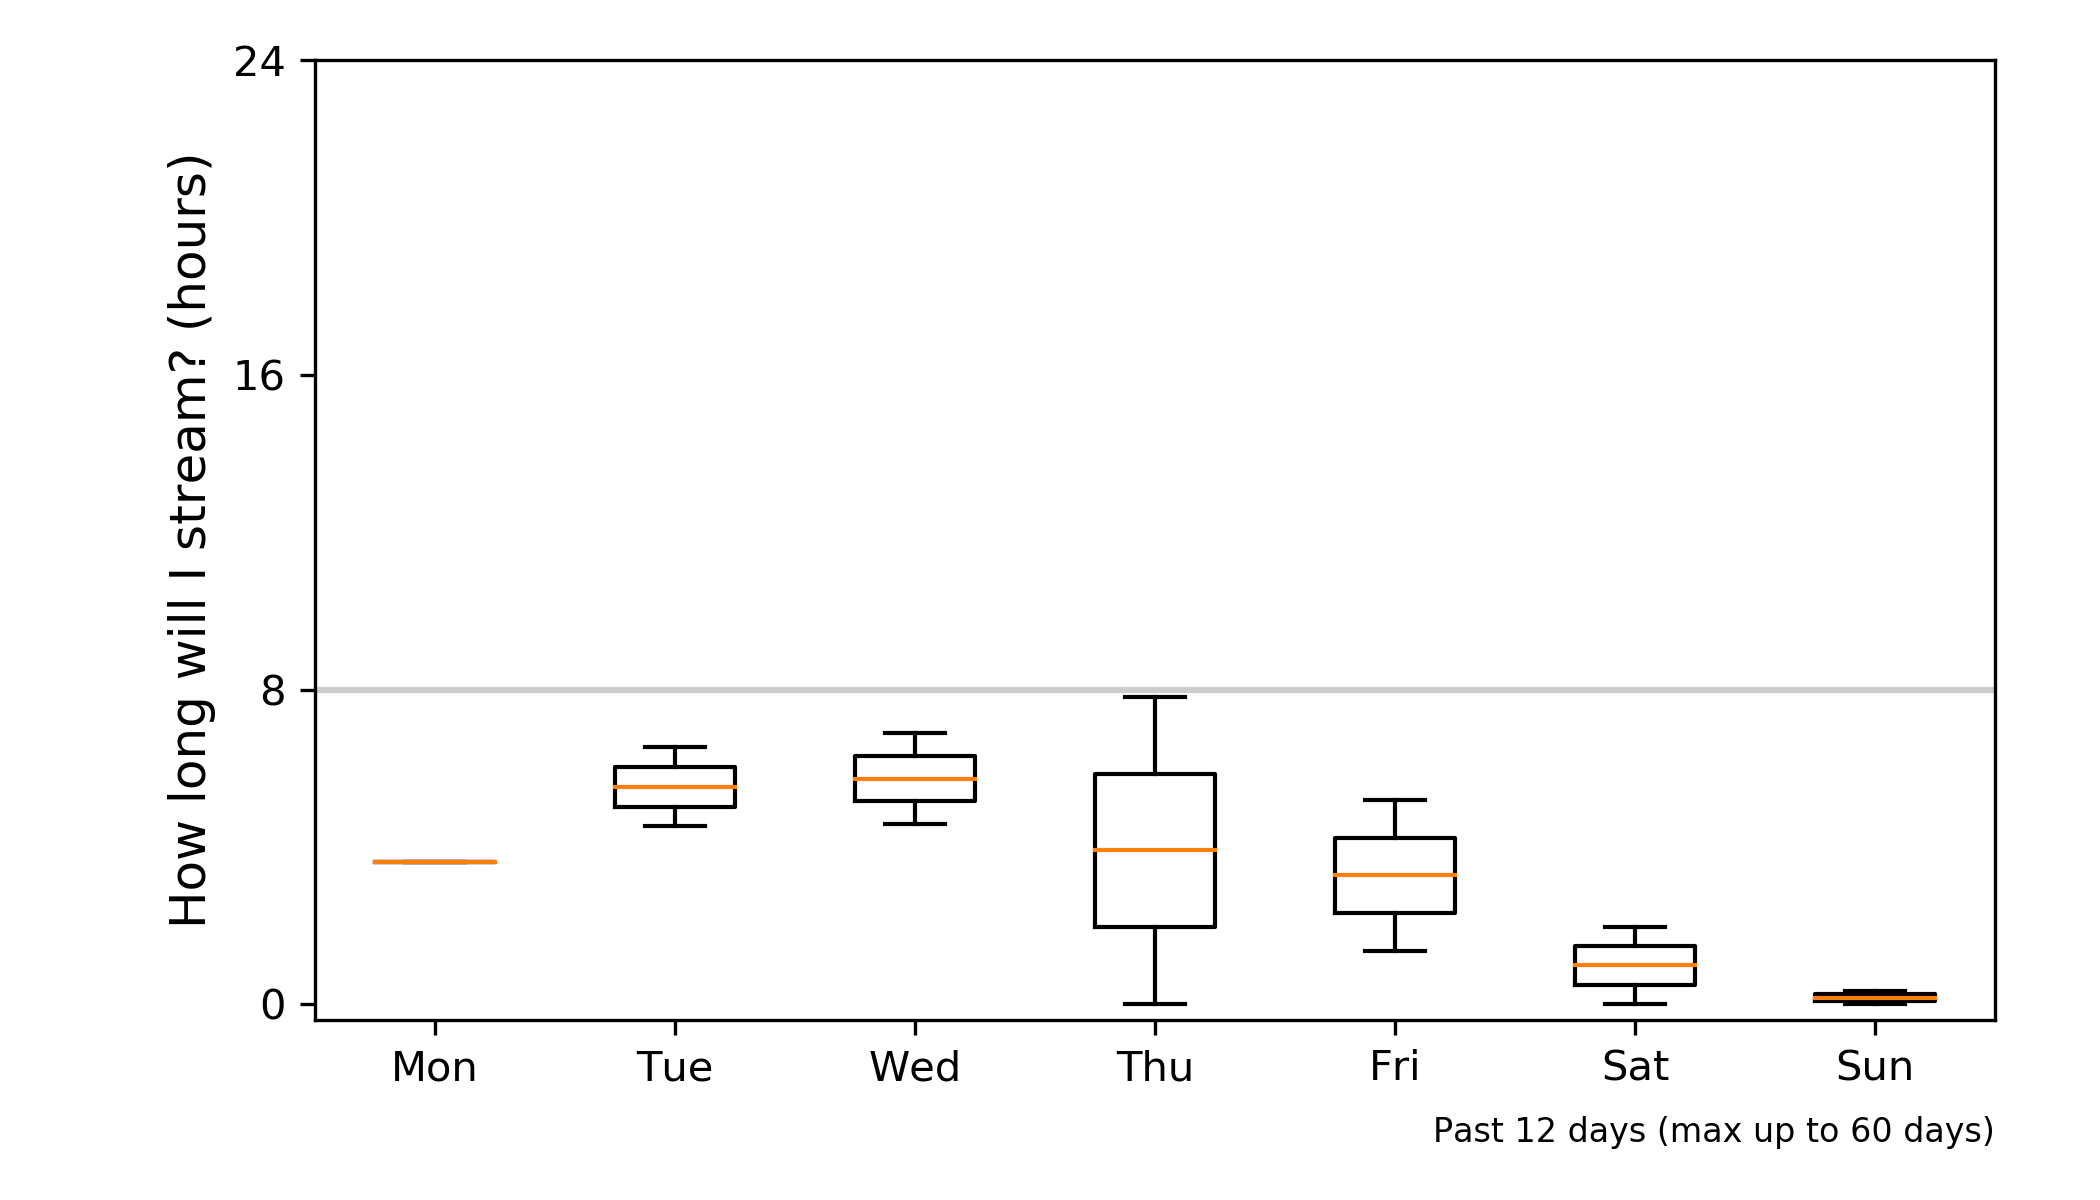 How long will I stream? (hours)
24
16
8
0
Mon Tue Wed Thu Fri Sat Sun
Past 12 days (max up to 60 days)